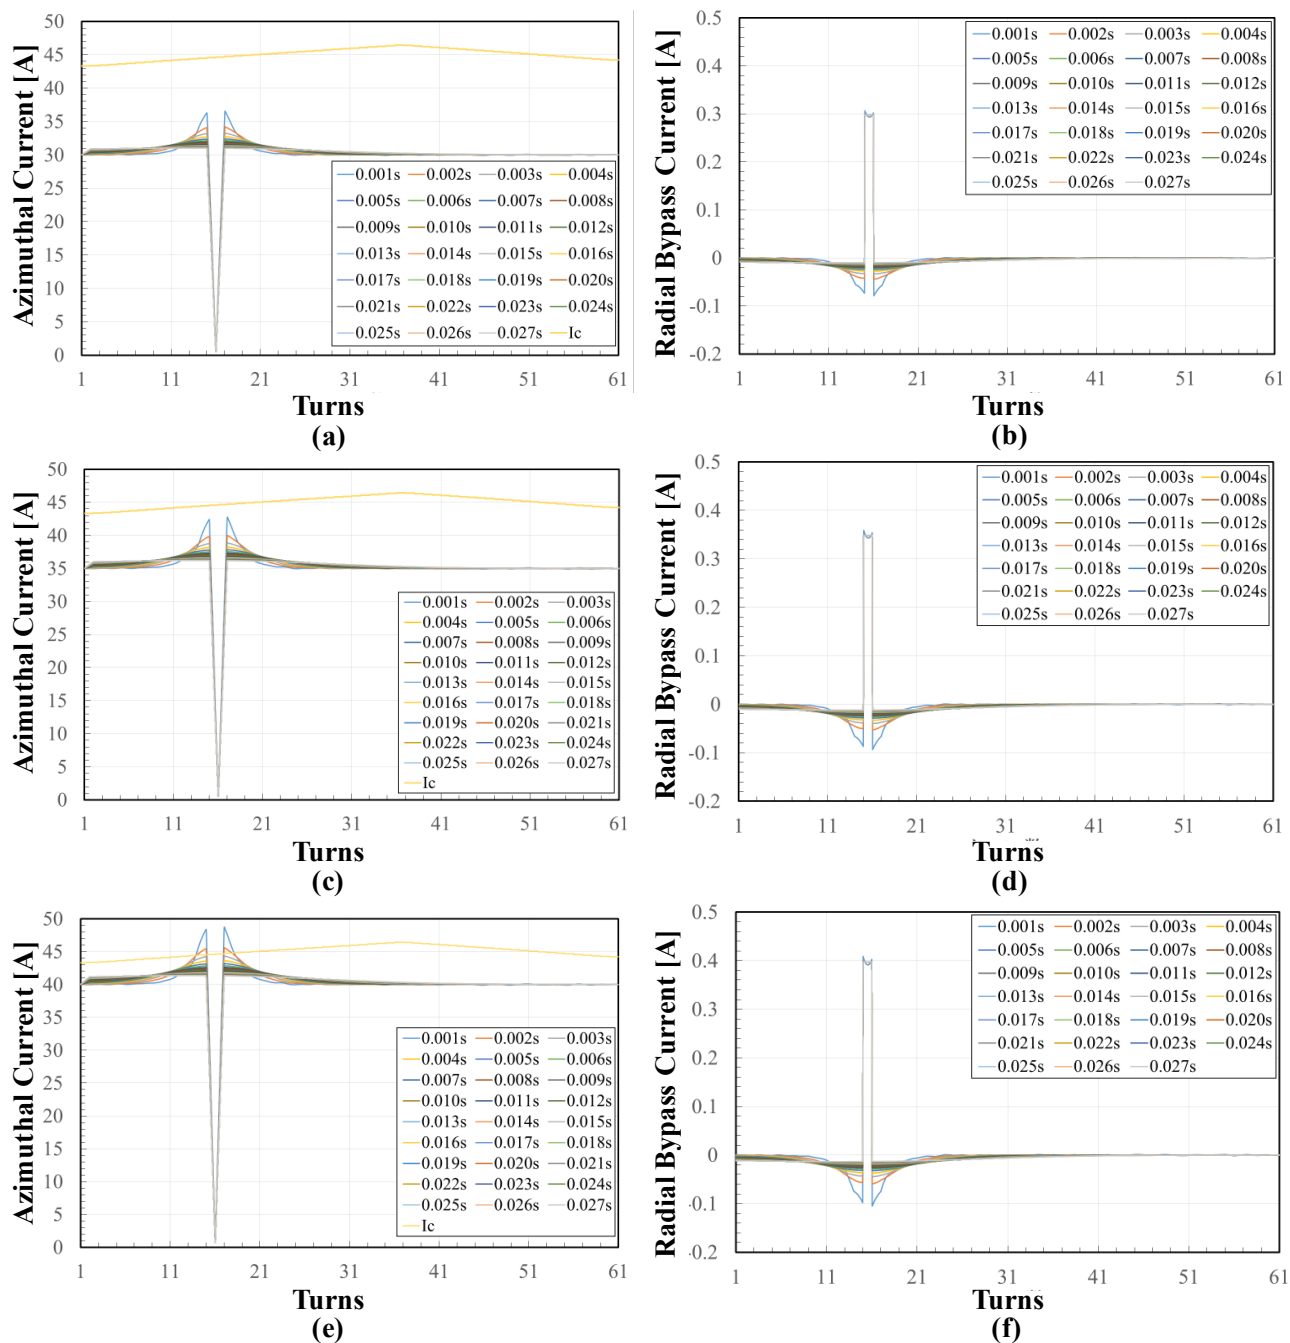 Azimuthal Current [A]
50
45
40
35
30
25
20
15
10
5
0
0.001s 0.002s 0.003s 0.004s
0.005s 0.006s 0.007s 0.008s
0.009s 0.010s 0.011s 0.012s
0.013s 0.014s 0.015s 0.016s
0.017s 0.018s 0.019s 0.020s
0.021s 0.022s 0.023s 0.024s
0.025s 0.026s 0.027s Ic
1 11 21 31 41 51 61
Turns
(a)
Radial Bypass Current [A]
0.5
0.4
0.3
0.2
0.1
0
-0.1
-0.2
0.001s 0.002s 0.003s 0.004s
0.005s 0.006s 0.007s 0.008s
0.009s 0.010s 0.011s 0.012s
0.013s 0.014s 0.015s 0.016s
0.017s 0.018s 0.019s 0.020s
0.021s 0.022s 0.023s 0.024s
0.025s 0.026s 0.027s
1 11 21 31 41 51 61
Turns
(b)
Azimuthal Current [A]
50
45
40
35
30
25
20
15
10
5
0
0.001s 0.002s 0.003s
0.004s 0.005s 0.006s
0.007s 0.008s 0.009s
0.010s 0.011s 0.012s
0.013s 0.014s 0.015s
0.016s 0.017s 0.018s
0.019s 0.020s 0.021s
0.022s 0.023s 0.024s
0.025s 0.026s 0.027s
Ic
1 11 21 31 41 51 61
Turns
(c)
Radial Bypass Current [A]
0.5
0.4
0.3
0.2
0.1
0
-0.1
-0.2
0.001s 0.002s 0.003s 0.004s
0.005s 0.006s 0.007s 0.008s
0.009s 0.010s 0.011s 0.012s
0.013s 0.014s 0.015s 0.016s
0.017s 0.018s 0.019s 0.020s
0.021s 0.022s 0.023s 0.024s
0.025s 0.026s 0.027s
1 11 21 31 41 51 61
Turns
(d)
Azimuthal Current [A]
50
45
40
35
30
25
20
15
10
5
0
0.001s 0.002s 0.003s
0.004s 0.005s 0.006s
0.007s 0.008s 0.009s
0.010s 0.011s 0.012s
0.013s 0.014s 0.015s
0.016s 0.017s 0.018s
0.019s 0.020s 0.021s
0.022s 0.023s 0.024s
0.025s 0.026s 0.027s
Ic
1 11 21 31 41 51 61
Turns
(e)
Radial Bypass Current [A]
0.5
0.4
0.3
0.2
0.1
0
-0.1
-0.2
0.001s 0.002s 0.003s 0.004s
0.005s 0.006s 0.007s 0.008s
0.009s 0.010s 0.011s 0.012s
0.013s 0.014s 0.015s 0.016s
0.017s 0.018s 0.019s 0.020s
0.021s 0.022s 0.023s 0.024s
0.025s 0.026s 0.027s
1 11 21 31 41 51 61
Turns
(f)